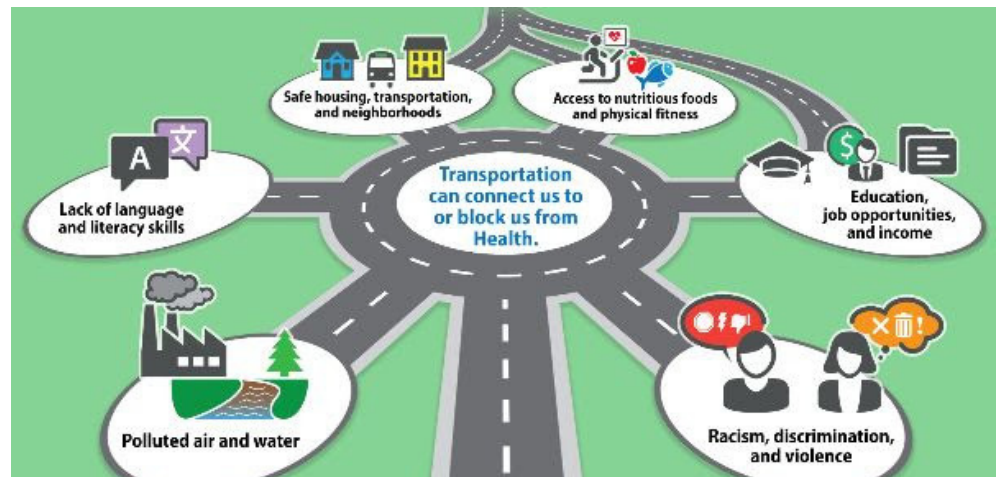 Safe housing, transportation,
and neighborhoods
Access to nutritious foods
and physical fitness
A
文
Lack of language
and literacy skills
Transportation
can connect us to
or block us from
Health.
$
Education,
job opportunities,
and income
Polluted air and water
Racism, discrimination,
and violence